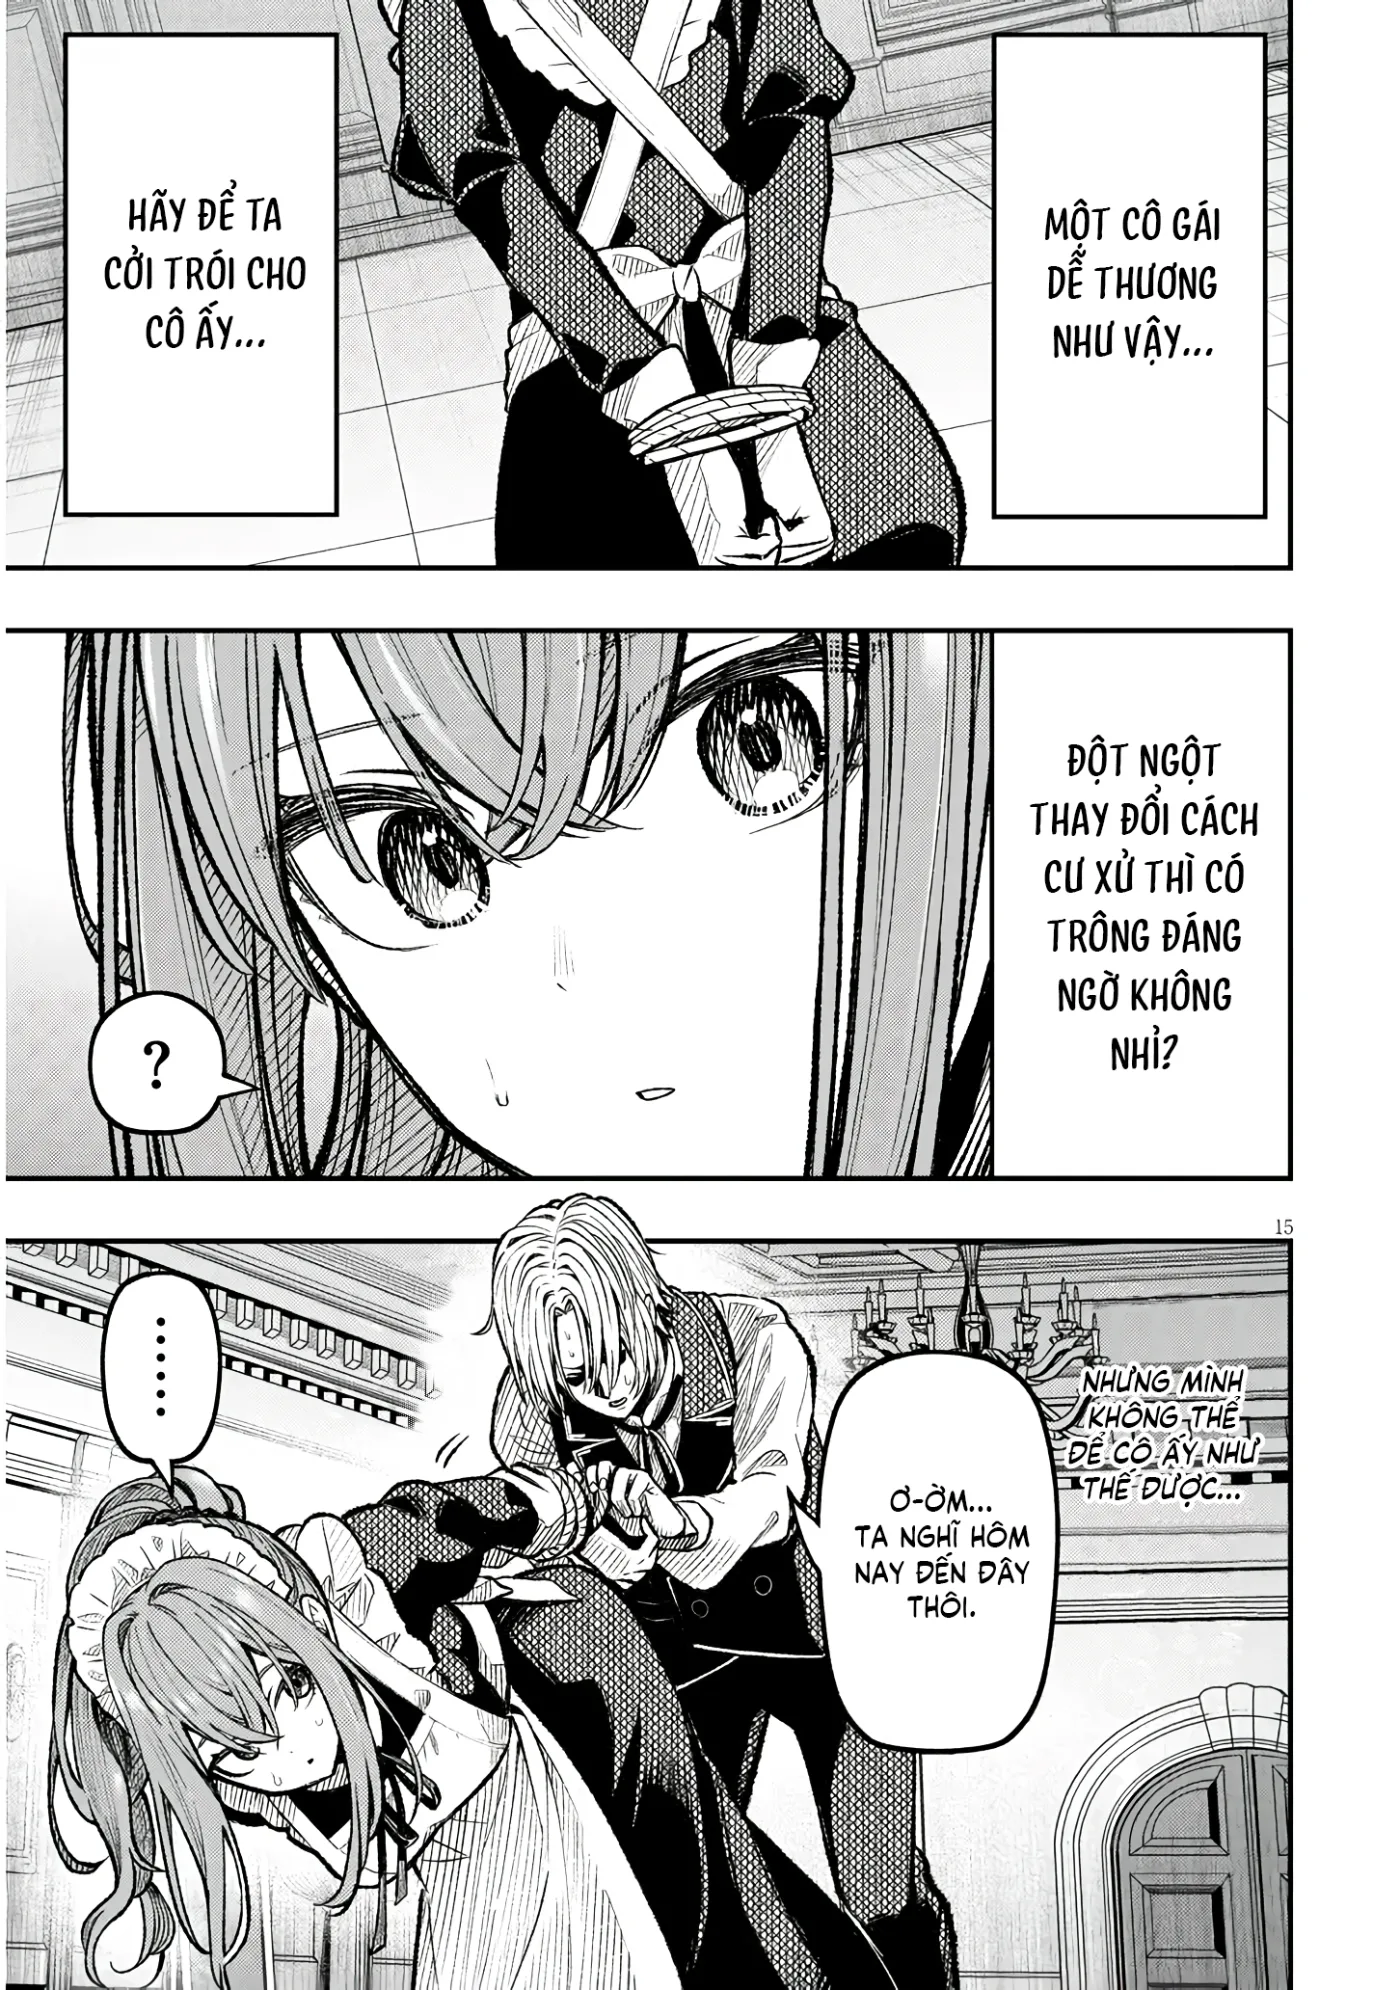 MỘT CÔ GÁI
DỄ THƯƠNG
NHƯ VẬY...
HÃY ĐỂ TA
CỞI TRÓI CHO
CÔ ẤY...
ĐỘT NGỘT
THAY ĐỔI CÁCH
CƯ XỬ THÌ CÓ
TRÔNG ĐÁNG
NGỜ KHÔNG
NHỈ?
?
15
NHƯNG MÌNH
KHÔNG THỂ
ĐỂ CÔ ẤY NHƯ
THẾ ĐƯỢC...
Ơ-ỜM...
TA NGHĨ HÔM
NAY ĐẾN ĐÂY
THÔI.
......